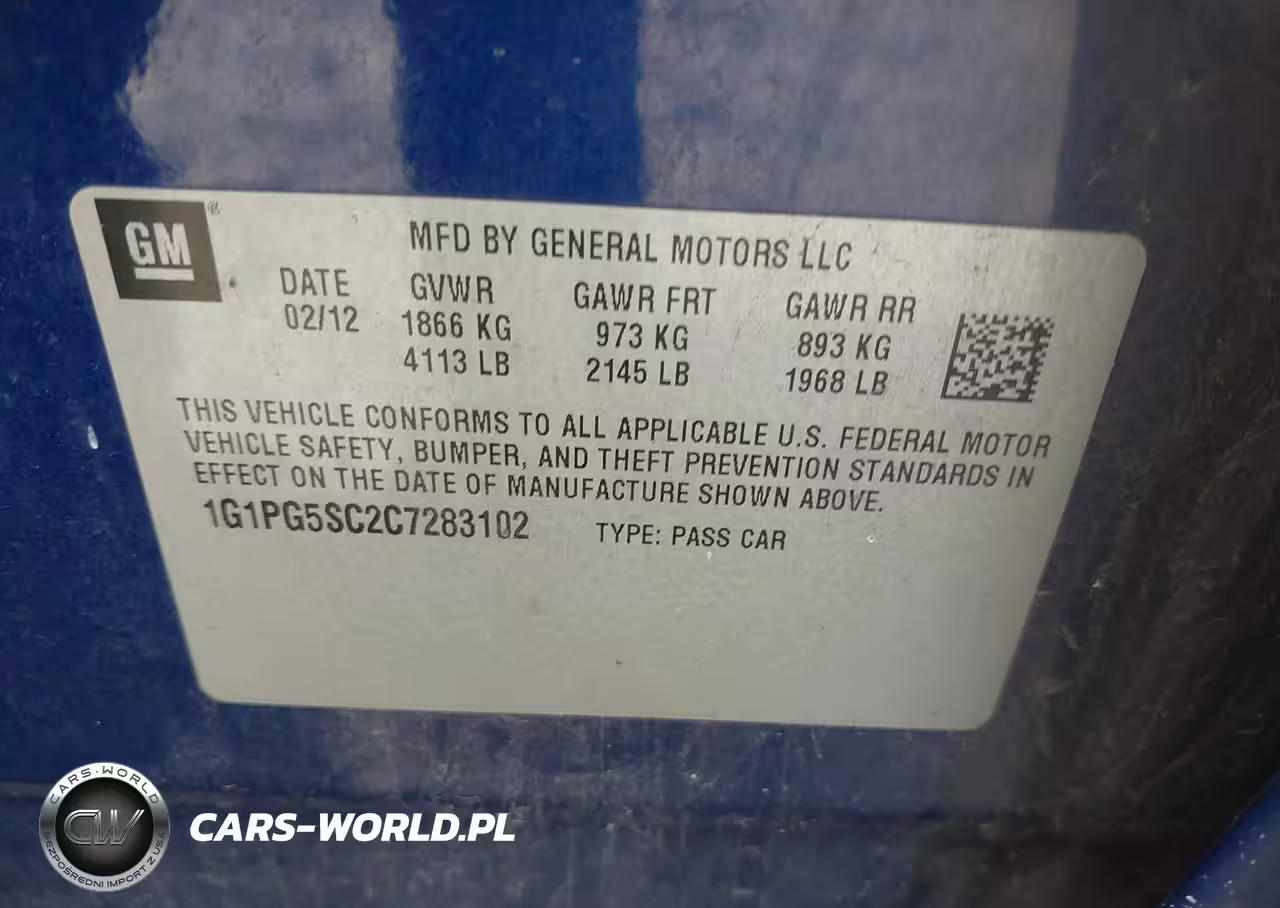 GM
®
MFD BY GENERAL MOTORS LLC
DATE GVWR GAWR FRT GAWR RR
02/12 1866 KG 973 KG 893 KG
4113 LB 2145 LB 1968 LB
THIS VEHICLE CONFORMS TO ALL APPLICABLE U.S. FEDERAL MOTOR
VEHICLE SAFETY, BUMPER, AND THEFT PREVENTION STANDARDS IN
EFFECT ON THE DATE OF MANUFACTURE SHOWN ABOVE.
1G1PG5SC2C7283102 TYPE: PASS CAR
CARS-WORLD
CW
BEZPOŚREDNI IMPORT Z USA
CARS-WORLD.PL